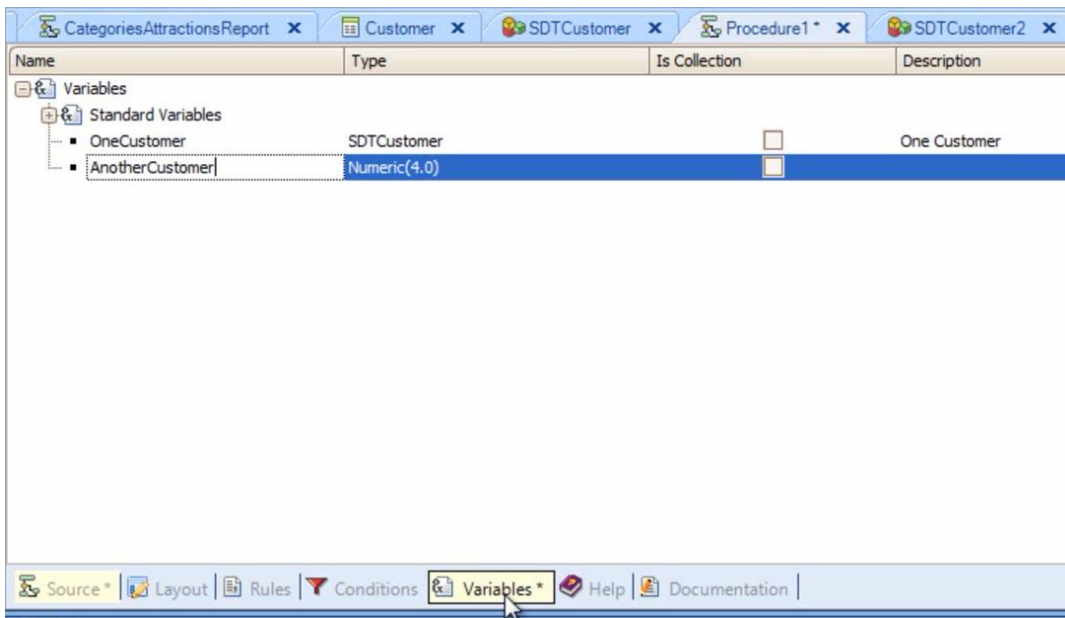 CategoriesAttractionsReport Customer SDTCustomer Procedure1 * SDTCustomer2
Name Type Is Collection Description
Variables
Standard Variables
OneCustomer SDTCustomer One Customer
AnotherCustomer Numeric(4.0)
Source * Layout Rules Conditions Variables * Help Documentation